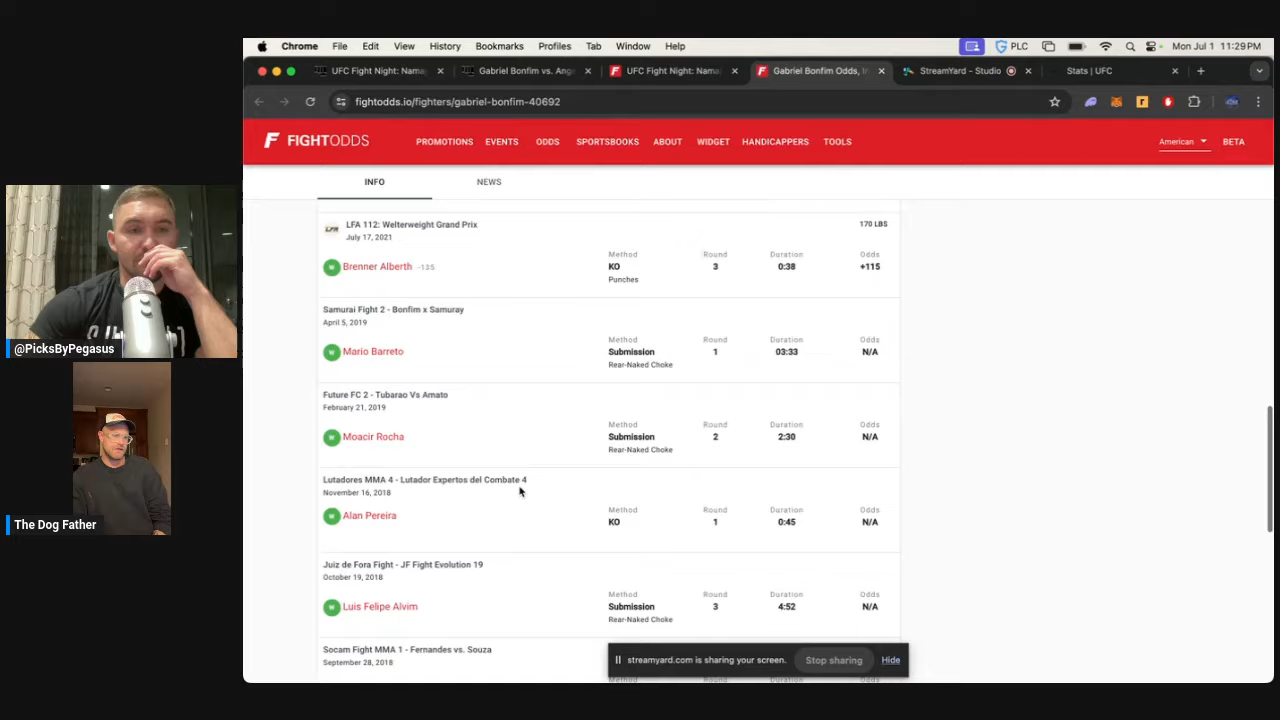 Chrome File Edit View History Bookmarks Profiles Tab Window Help PLC Mon Jul 1 11:29 PM
UFC Fight Night: Nama Gabriel Bonfim vs. Ang UFC Fight Night: Nama Gabriel Bonfim Odds, StreamYard - Studio Stats | UFC
fightodds.io/fighters/gabriel-bonfim-40692
FIGHTODDS PROMOTIONS EVENTS ODDS SPORTSBOOKS ABOUT WIDGET HANDICAPPERS TOOLS American BETA
INFO NEWS
LFA 112: Welterweight Grand Prix 170 LBS
July 17, 2021
Method Round Duration Odds
W Brenner Alberth -135 KO 3 0:38 +115
Punches
Samurai Fight 2 - Bonfim x Samuray
April 5, 2019
Method Round Duration Odds
W Mario Barreto Submission 1 03:33 N/A
Rear-Naked Choke
Future FC 2 - Tubarao Vs Amato
February 21, 2019
Method Round Duration Odds
W Moacir Rocha Submission 2 2:30 N/A
Rear-Naked Choke
Lutadores MMA 4 - Lutador Expertos del Combate 4
November 16, 2018
Method Round Duration Odds
W Alan Pereira KO 1 0:45 N/A
Juiz de Fora Fight - JF Fight Evolution 19
October 19, 2018
Method Round Duration Odds
W Luis Felipe Alvim Submission 3 4:52 N/A
Rear-Naked Choke
Socam Fight MMA 1 - Fernandes vs. Souza
September 28, 2018
streamyard.com is sharing your screen. Stop sharing Hide
@PicksByPegasus
The Dog Father